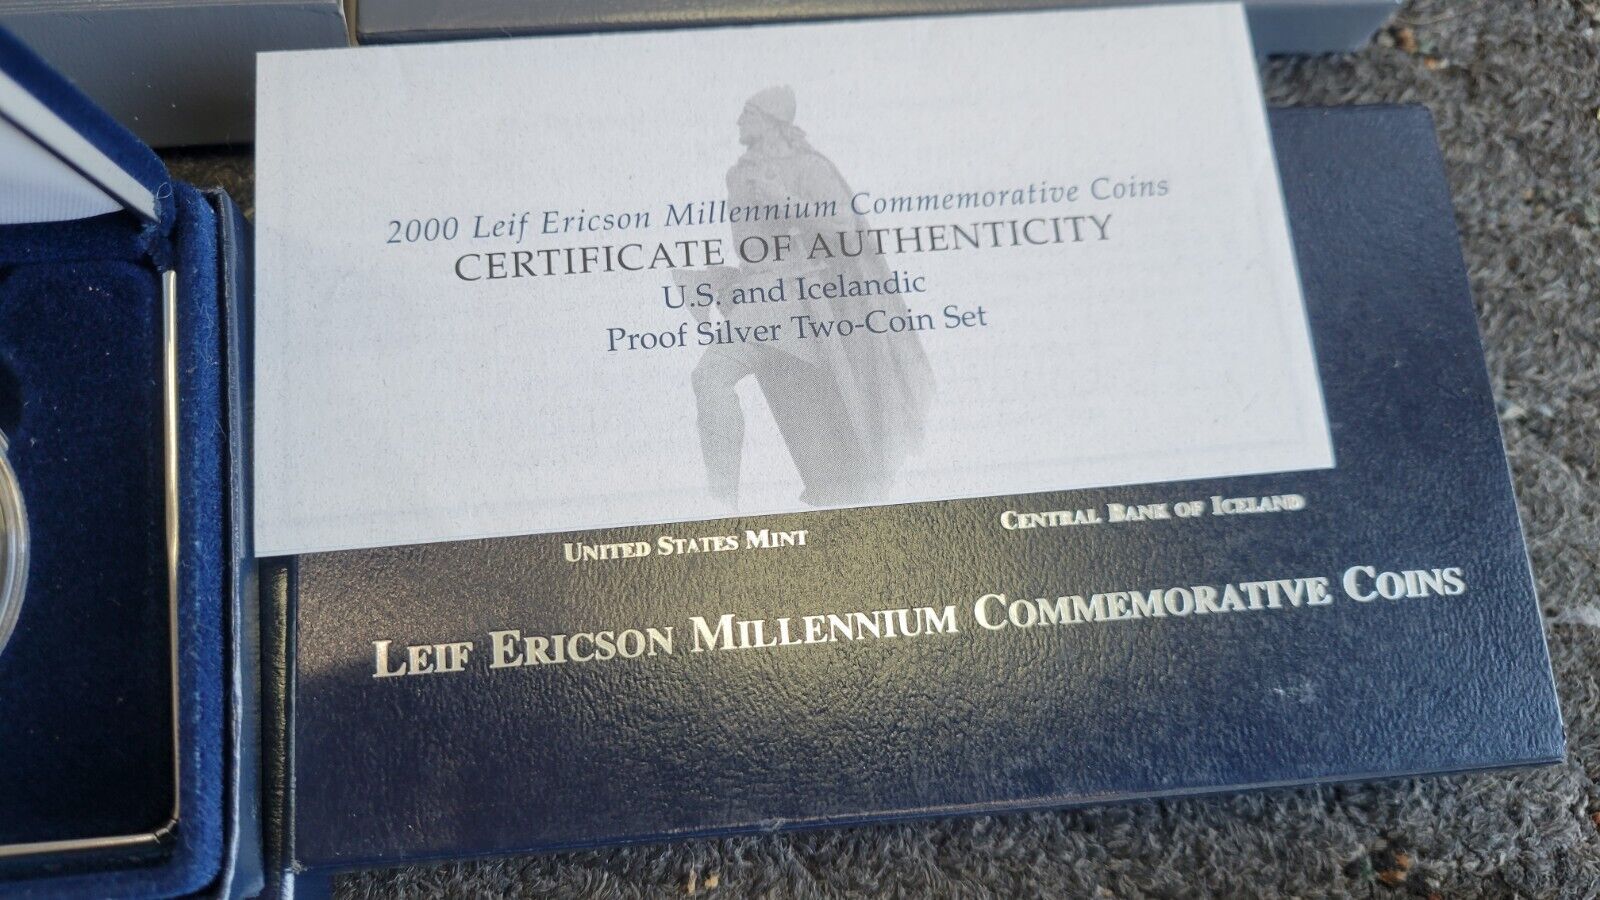 2000 Leif Ericson Millennium Commemorative Coins
CERTIFICATE OF AUTHENTICITY
U.S. and Icelandic
Proof Silver Two-Coin Set
UNITED STATES MINT
CENTRAL BANK OF ICELAND
LEIF ERICSON MILLENNIUM COMMEMORATIVE COINS